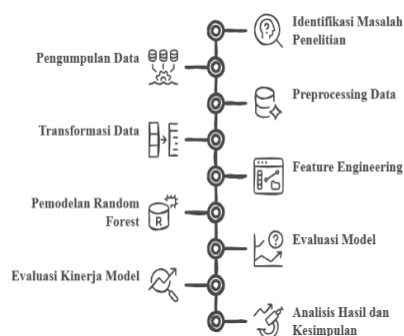 Identifikasi Masalah
Penelitian
Pengumpulan Data
Preprocessing Data
Transformasi Data
Feature Engineering
Pemodelan Random
Forest
R
Evaluasi Model
Evaluasi Kinerja Model
Analisis Hasil dan
Kesimpulan